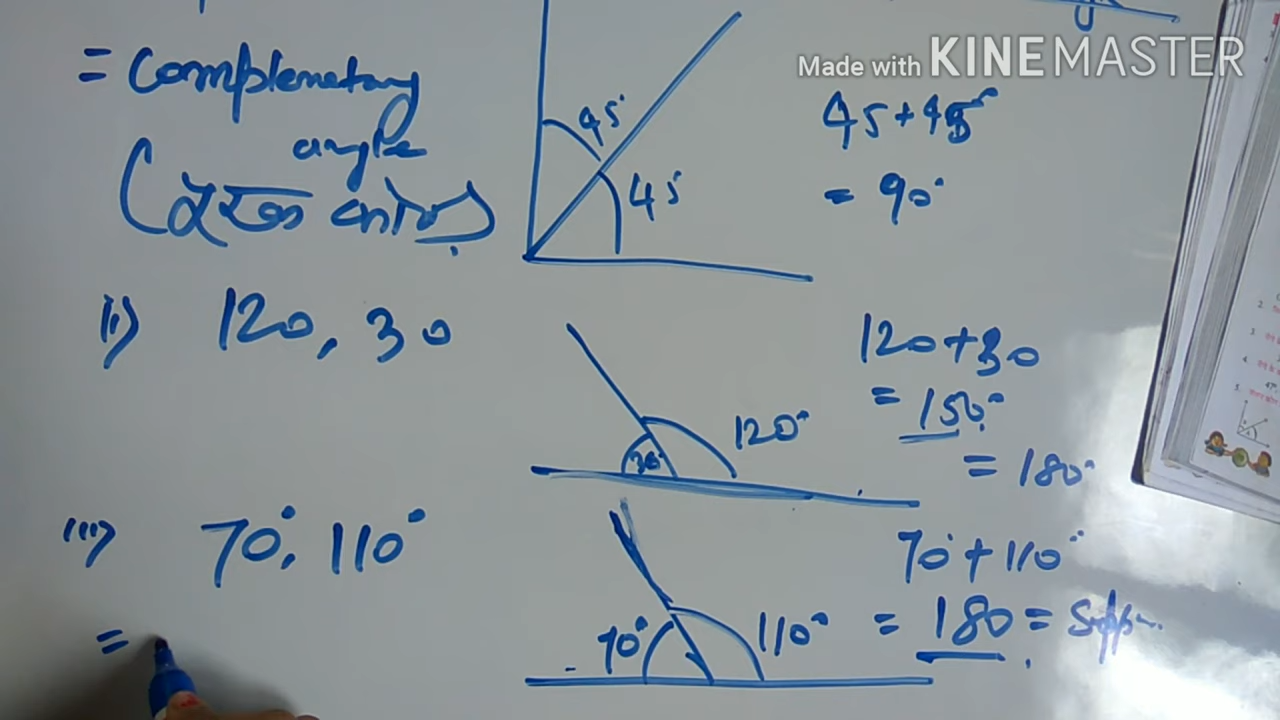 Made with KINEMASTER
= Complenetary
angle
45° 45+45°
45° = 90°
ii) 120, 30
120+30
= 150°
120°
30°
= 180°
iii) 70°, 110°
70°+110°
70° 110° = 180 = Supp.
=